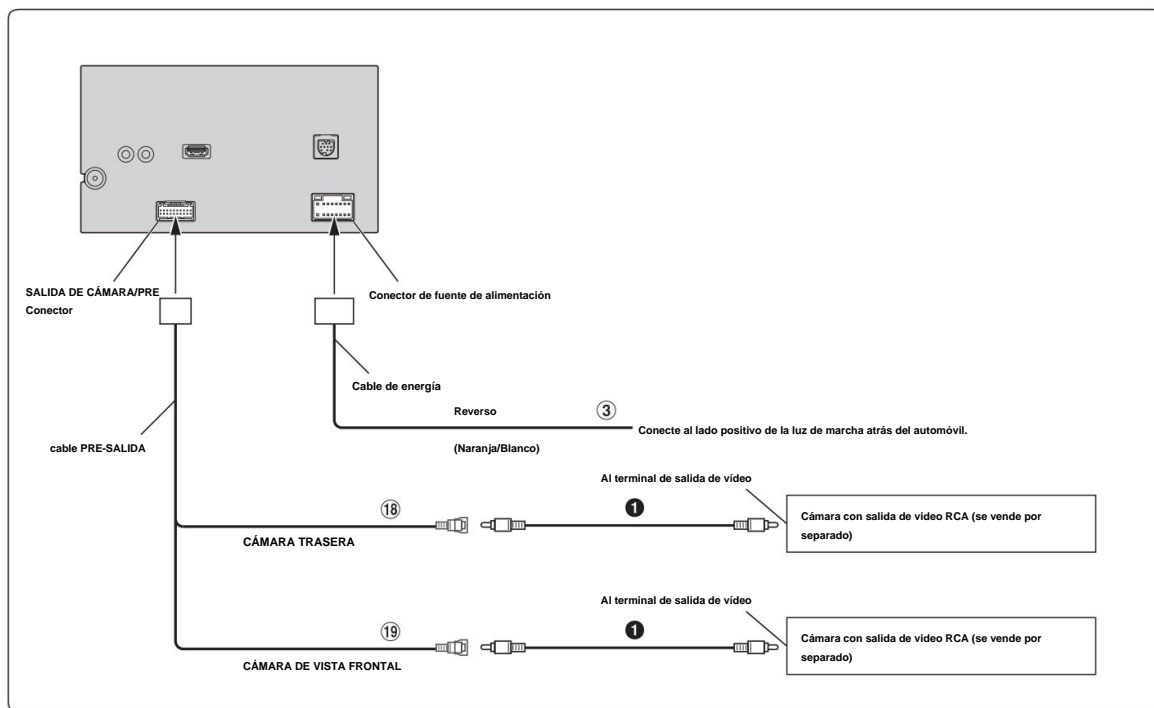 SALIDA DE CÁMARA/PRE
Conector
Conector de fuente de alimentación
Cable de energía
Reverso
③
Conecte al lado positivo de la luz de marcha atrás del automóvil.
cable PRE-SALIDA
(Naranja/Blanco)
Al terminal de salida de vídeo
⑱
❶
Cámara con salida de video RCA (se vende por
separado)
CÁMARA TRASERA
Al terminal de salida de vídeo
⑲
❶
Cámara con salida de video RCA (se vende por
separado)
CÁMARA DE VISTA FRONTAL